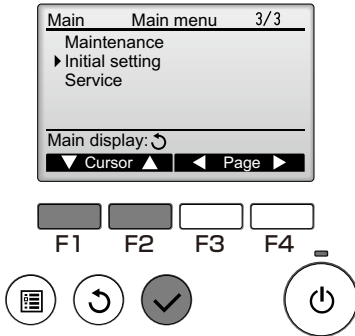 Main Main menu 3/3
Maintenance
Initial setting
Service
Main display:
Cursor Page
F1 F2 F3 F4